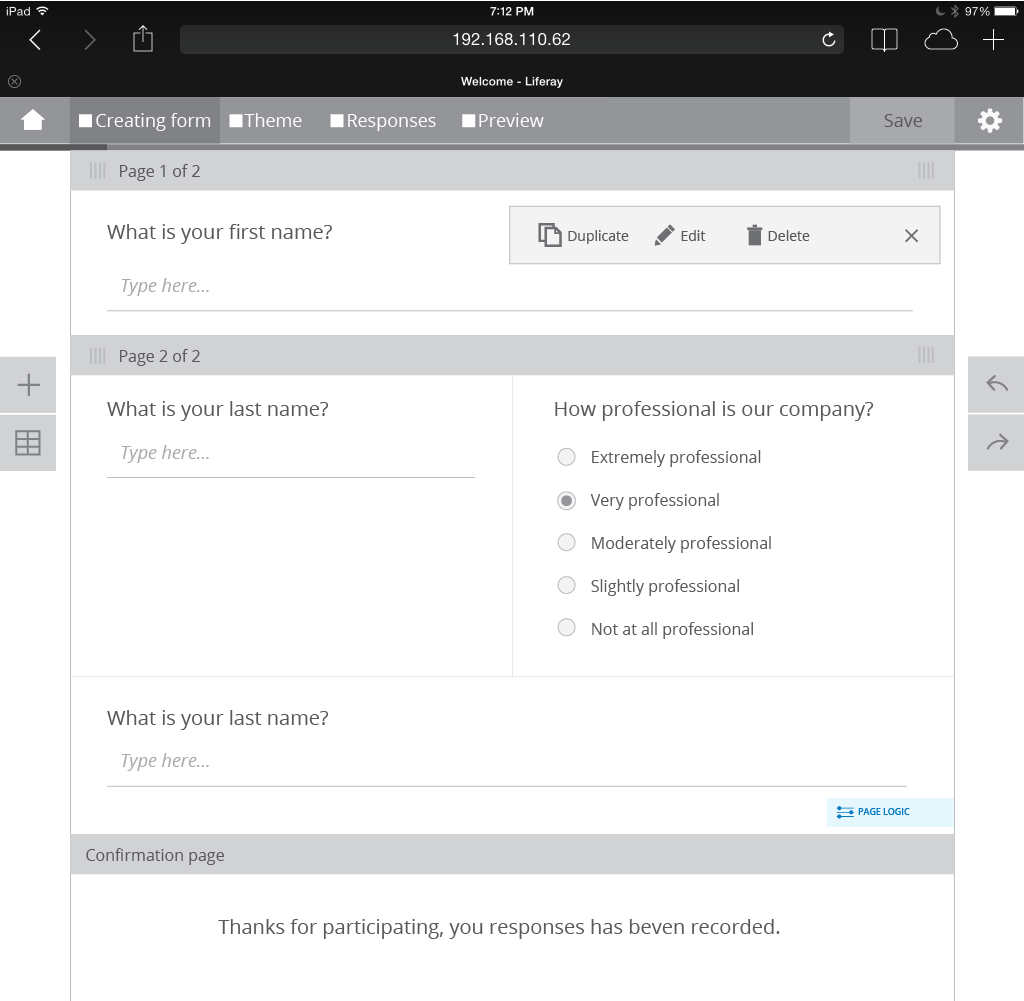 iPad 7:12 PM 97%
192.168.110.62
Welcome - Liferay
Creating form Theme Responses Preview Save
Page 1 of 2
What is your first name?
Duplicate Edit Delete
Type here...
Page 2 of 2
What is your last name?
Type here...
How professional is our company?
Extremely professional
Very professional
Moderately professional
Slightly professional
Not at all professional
What is your last name?
Type here...
PAGE LOGIC
Confirmation page
Thanks for participating, you responses has beven recorded.